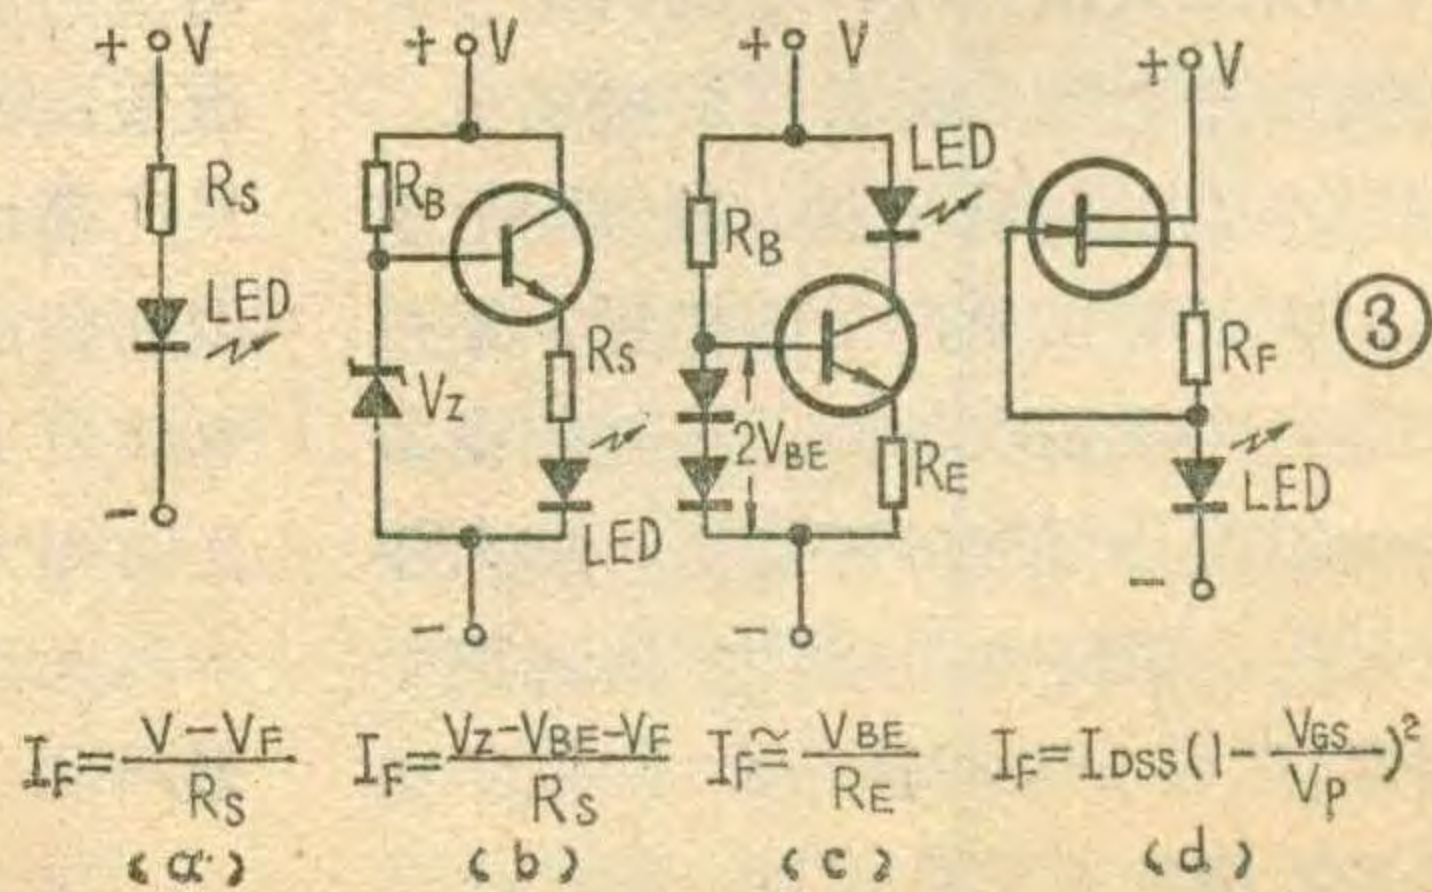 + V
+ V
+ V
+ V
RS
LED
RB
RS
VZ
LED
LED
RB
2VBE
RE
RF
LED
③
-
-
-
-
IF=(V-VF)/RS
IF=(VZ-VBE-VF)/RS
IF≅VBE/RE
IF=IDSS(1-VGS/VP)²
(a)
(b)
(c)
(d)